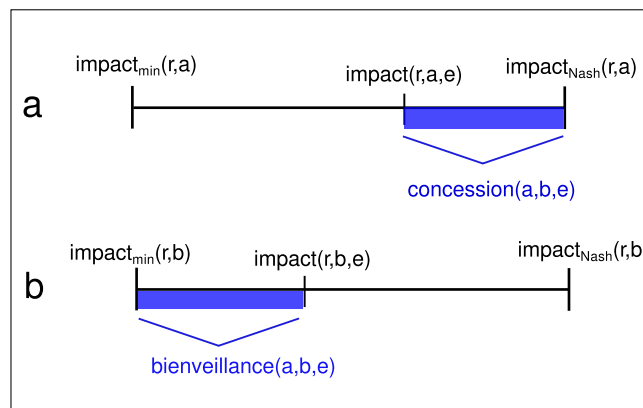 impact_min(r,a)
impact(r,a,e)
impact_Nash(r,a)
a
concession(a,b,e)
impact_min(r,b)
impact(r,b,e)
impact_Nash(r,b
b
bienveillance(a,b,e)